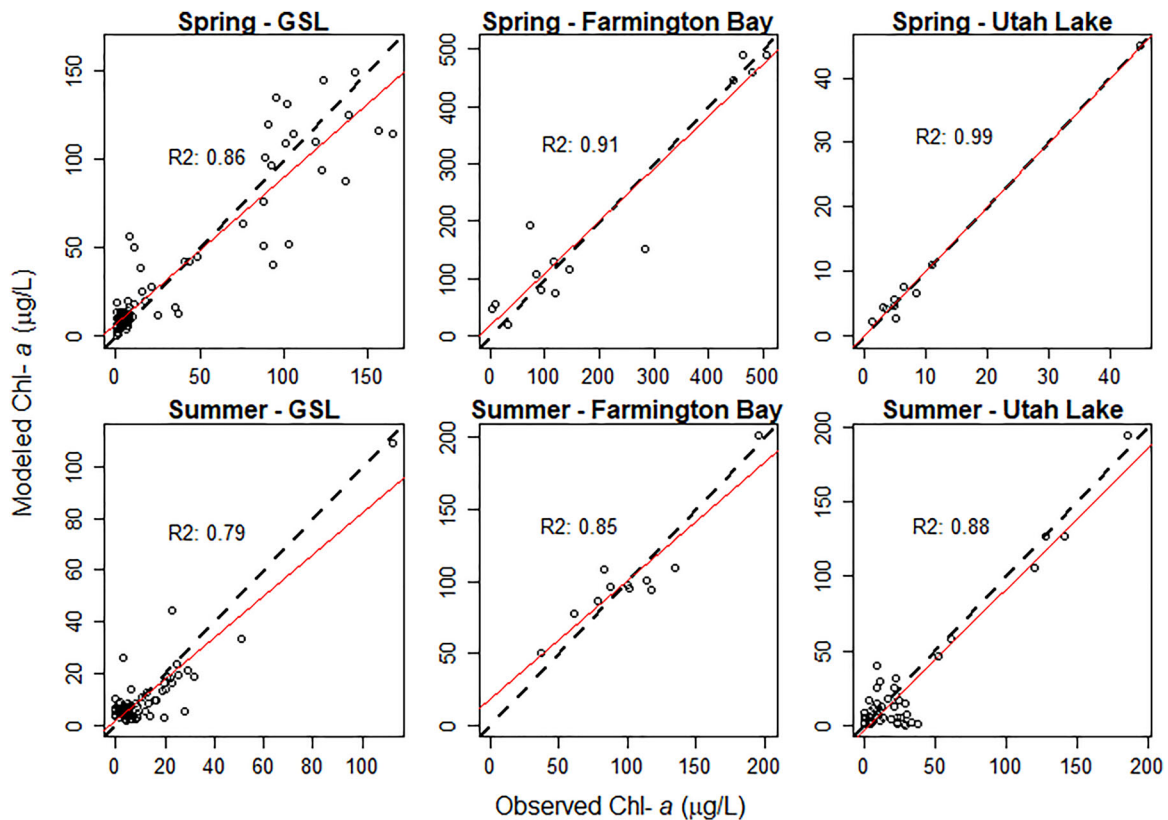 Spring - GSL
Spring - Farmington Bay
Spring - Utah Lake
150
100
50
0
R2: 0.86
0 50 100 150
500
400
300
200
100
0
R2: 0.91
0 100 200 300 400 500
40
30
20
10
0
R2: 0.99
0 10 20 30 40
Modeled Chl- a (μg/L)
Summer - GSL
Summer - Farmington Bay
Summer - Utah Lake
100
80
60
40
20
0
R2: 0.79
0 20 40 60 80 100
200
150
100
50
0
R2: 0.85
0 50 100 150 200
200
150
100
50
0
R2: 0.88
0 50 100 150 200
Observed Chl- a (μg/L)